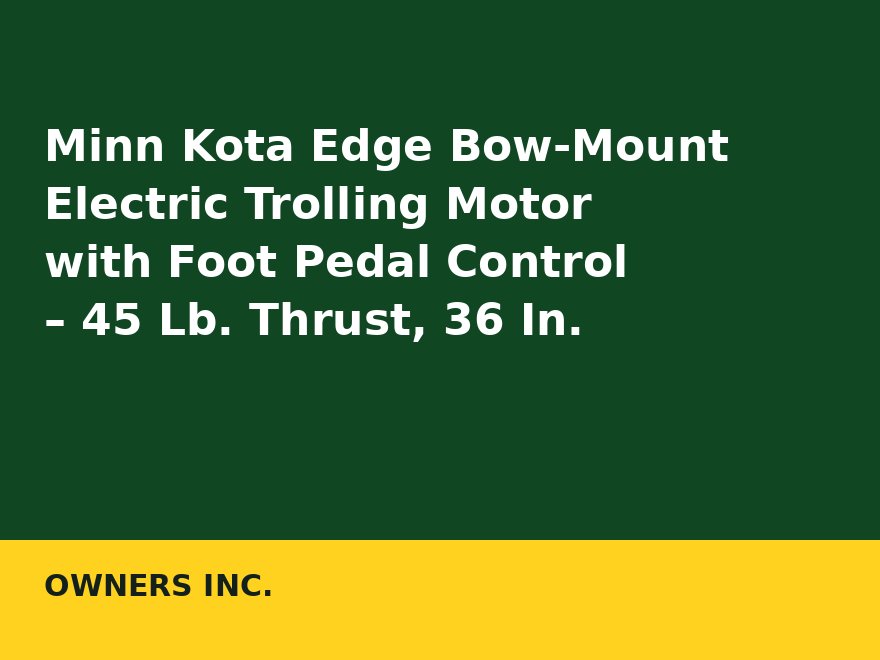 Minn Kota Edge Bow-Mount
Electric Trolling Motor
with Foot Pedal Control
– 45 Lb. Thrust, 36 In.
OWNERS INC.